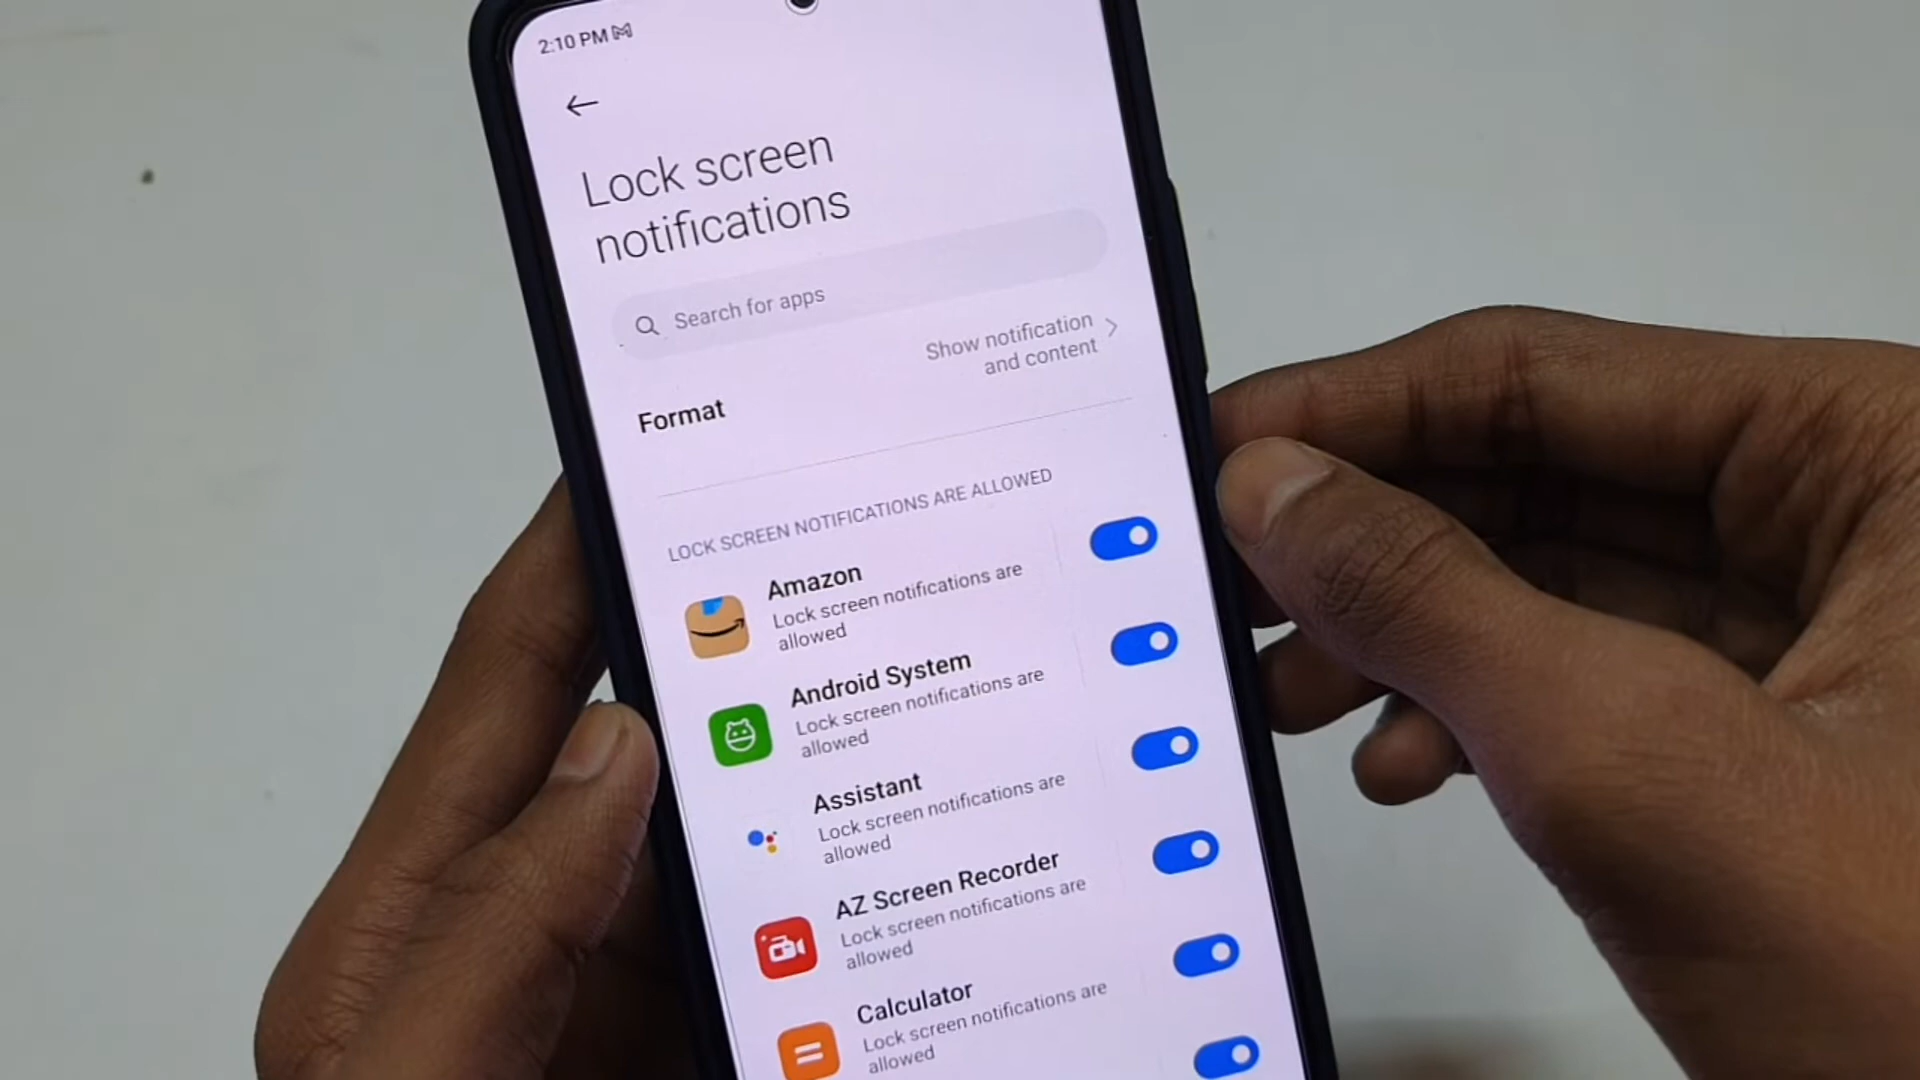 2:10 PM
Lock screen
notifications
Search for apps
Show notification
and content
Format
LOCK SCREEN NOTIFICATIONS ARE ALLOWED
Amazon
Lock screen notifications are
allowed
Android System
Lock screen notifications are
allowed
Assistant
Lock screen notifications are
allowed
AZ Screen Recorder
Lock screen notifications are
allowed
Calculator
Lock screen notifications are
allowed